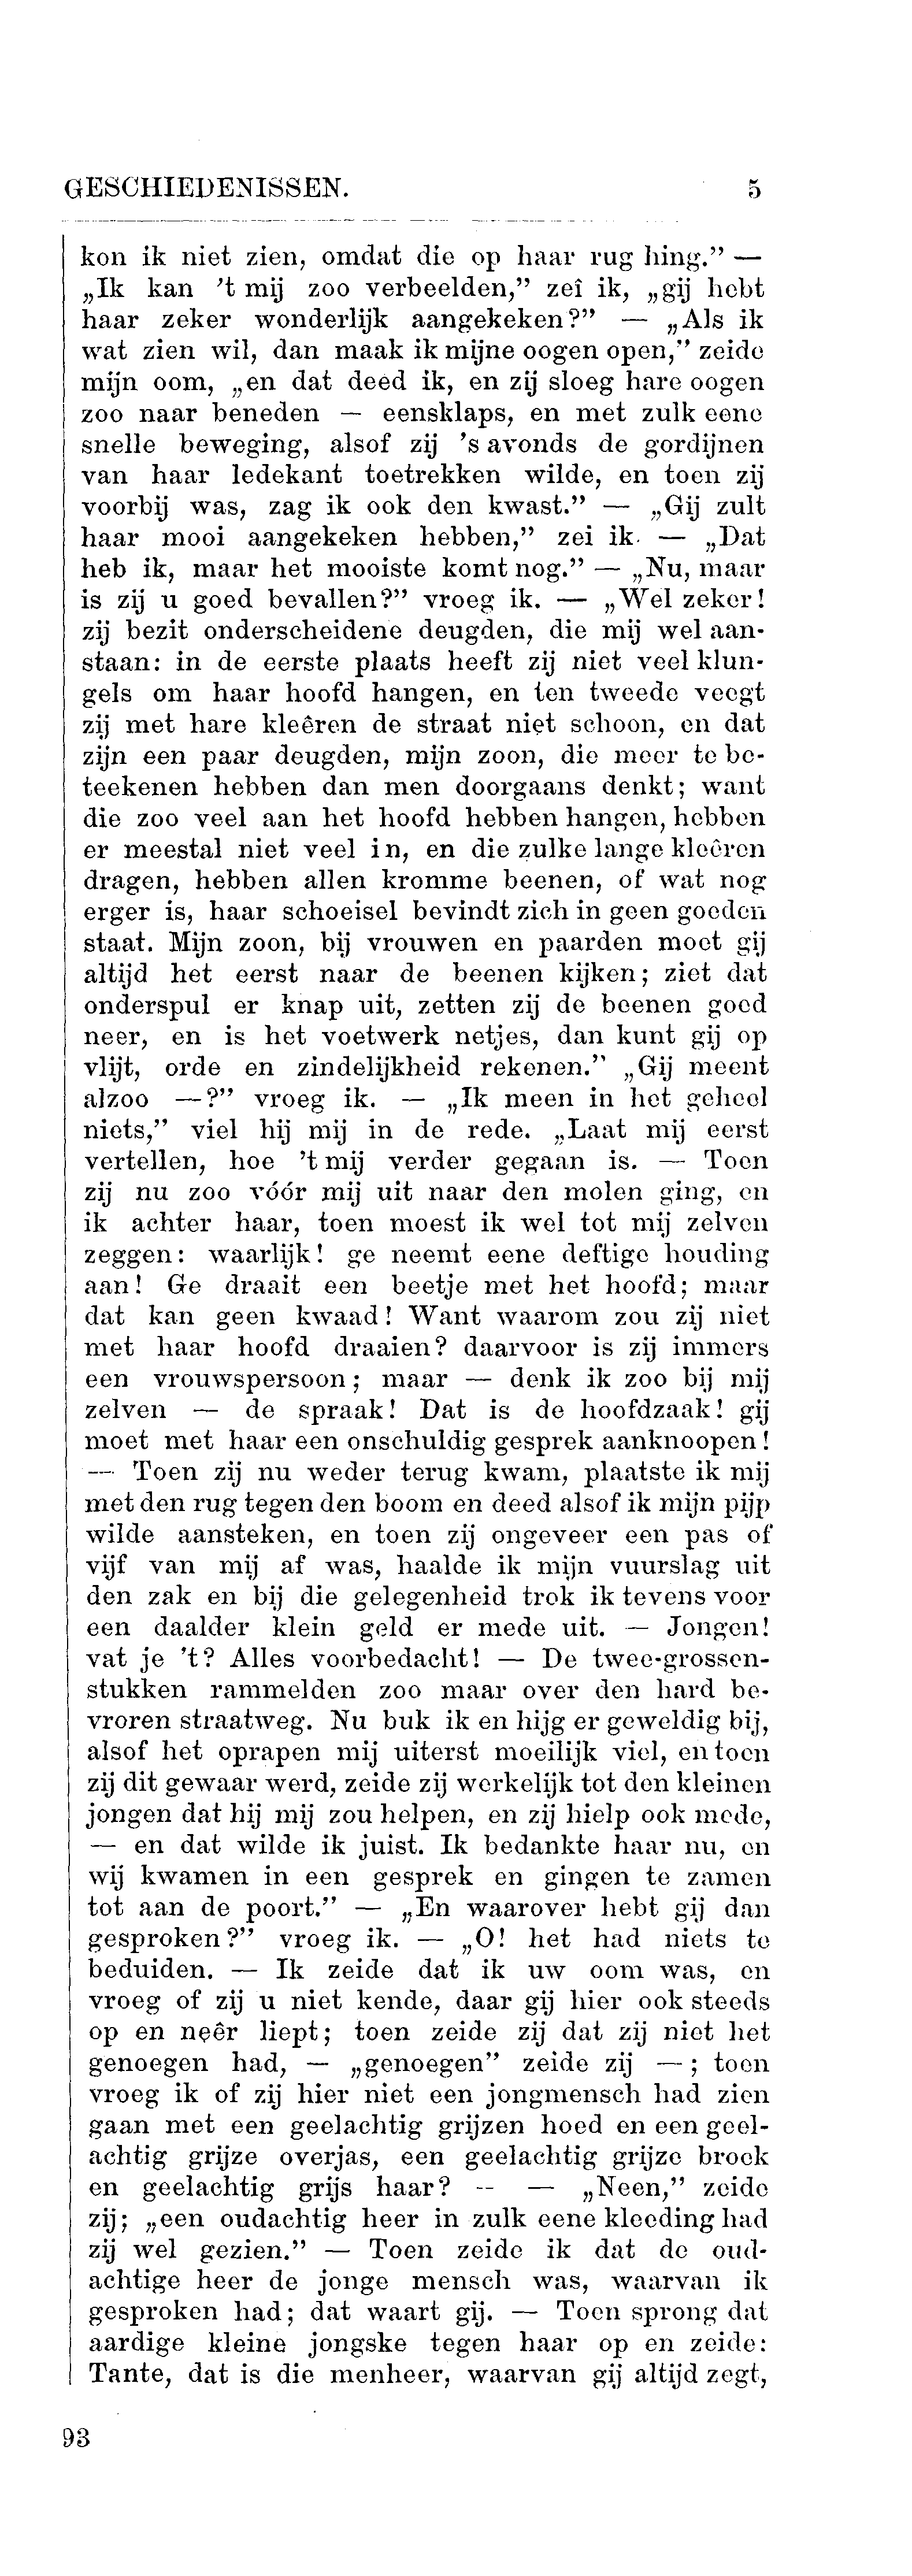 GESCHIEDENISSEN. 5
kon ik niet zien, omdat die op haar rug hing.” —
„Ik kan 't mij zoo verbeelden,” zeî ik, „gij hebt
haar zeker wonderlijk aangekeken?” — „Als ik
wat zien wil, dan maak ik mijne oogen open,” zeide
mijn oom, „en dat deed ik, en zij sloeg hare oogen
zoo naar beneden — eensklaps, en met zulk eene
snelle beweging, alsof zij 's avonds de gordijnen
van haar ledekant toetrekken wilde, en toen zij
voorbij was, zag ik ook den kwast.” — „Gij zult
haar mooi aangekeken hebben,” zei ik. — „Dat
heb ik, maar het mooiste komt nog.” — „Nu, maar
is zij u goed bevallen?” vroeg ik. — „Wel zeker!
zij bezit onderscheidene deugden, die mij wel aan-
staan: in de eerste plaats heeft zij niet veel klun-
gels om haar hoofd hangen, en ten tweede veegt
zij met hare kleêren de straat niet schoon, en dat
zijn een paar deugden, mijn zoon, die meer te be-
teekenen hebben dan men doorgaans denkt; want
die zoo veel aan het hoofd hebben hangen, hebben
er meestal niet veel in, en die zulke lange kleêren
dragen, hebben allen kromme beenen, of wat nog
erger is, haar schoeisel bevindt zich in geen goeden
staat. Mijn zoon, bij vrouwen en paarden moet gij
altijd het eerst naar de beenen kijken; ziet dat
onderspul er knap uit, zetten zij de beenen goed
neer, en is het voetwerk netjes, dan kunt gij op
vlijt, orde en zindelijkheid rekenen.” „Gij meent
alzoo —?” vroeg ik. — „Ik meen in het geheel
niets,” viel hij mij in de rede. „Laat mij eerst
vertellen, hoe 't mij verder gegaan is. — Toen
zij nu zoo vóór mij uit naar den molen ging, en
ik achter haar, toen moest ik wel tot mij zelven
zeggen: waarlijk! ge neemt eene deftige houding
aan! Ge draait een beetje met het hoofd; maar
dat kan geen kwaad! Want waarom zou zij niet
met haar hoofd draaien? daarvoor is zij immers
een vrouwspersoon; maar — denk ik zoo bij mij
zelven — de spraak! Dat is de hoofdzaak! gij
moet met haar een onschuldig gesprek aanknoopen!
— Toen zij nu weder terug kwam, plaatste ik mij
met den rug tegen den boom en deed alsof ik mijn pijp
wilde aansteken, en toen zij ongeveer een pas of
vijf van mij af was, haalde ik mijn vuurslag uit
den zak en bij die gelegenheid trok ik tevens voor
een daalder klein geld er mede uit. — Jongen!
vat je 't? Alles voorbedacht! — De twee-grossen-
stukken rammelden zoo maar over den hard be-
vroren straatweg. Nu buk ik en hijg er geweldig bij,
alsof het oprapen mij uiterst moeilijk viel, en toen
zij dit gewaar werd, zeide zij werkelijk tot den kleinen
jongen dat hij mij zou helpen, en zij hielp ook mede,
— en dat wilde ik juist. Ik bedankte haar nu, en
wij kwamen in een gesprek en gingen te zamen
tot aan de poort.” — „En waarover hebt gij dan
gesproken?” vroeg ik. — „O! het had niets te
beduiden. — Ik zeide dat ik uw oom was, en
vroeg of zij u niet kende, daar gij hier ook steeds
op en neêr liept; toen zeide zij dat zij niet het
genoegen had, — „genoegen” zeide zij —; toen
vroeg ik of zij hier niet een jongmensch had zien
gaan met een geelachtig grijzen hoed en een geel-
achtig grijze overjas, een geelachtig grijze broek
en geelachtig grijs haar? -- — „Neen,” zeide
zij; „een oudachtig heer in zulk eene kleeding had
zij wel gezien.” — Toen zeide ik dat de oud-
achtige heer de jonge mensch was, waarvan ik
gesproken had; dat waart gij. — Toen sprong dat
aardige kleine jongske tegen haar op en zeide:
Tante, dat is die menheer, waarvan gij altijd zegt,
93